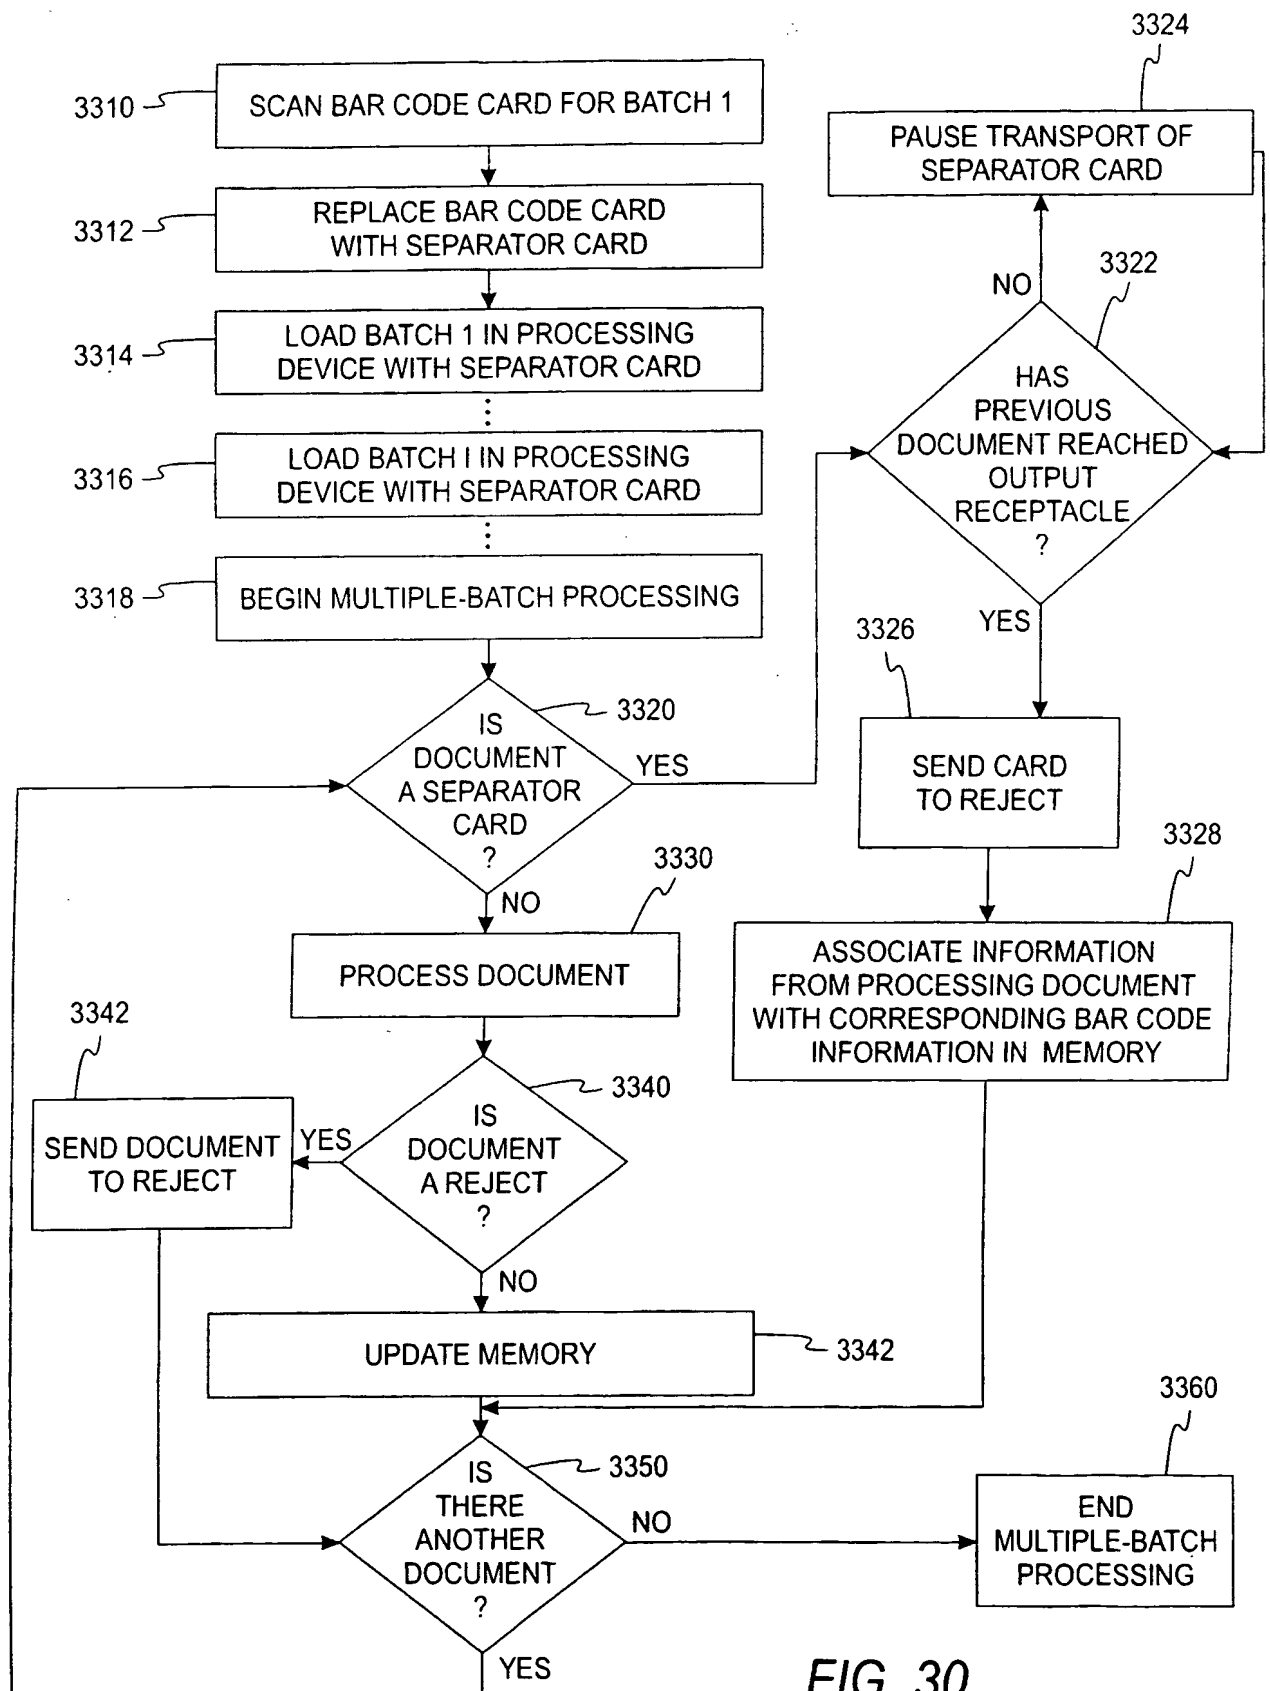 3324
3310
SCAN BAR CODE CARD FOR BATCH 1
PAUSE TRANSPORT OF
SEPARATOR CARD
3312
REPLACE BAR CODE CARD
WITH SEPARATOR CARD
3322
NO
3314
LOAD BATCH 1 IN PROCESSING
DEVICE WITH SEPARATOR CARD
HAS
PREVIOUS
DOCUMENT REACHED
OUTPUT
RECEPTACLE
?
3316
LOAD BATCH I IN PROCESSING
DEVICE WITH SEPARATOR CARD
3318
BEGIN MULTIPLE-BATCH PROCESSING
YES
3326
3320
IS
DOCUMENT
A SEPARATOR
CARD
?
YES
SEND CARD
TO REJECT
3328
3330
NO
PROCESS DOCUMENT
ASSOCIATE INFORMATION
FROM PROCESSING DOCUMENT
WITH CORRESPONDING BAR CODE
INFORMATION IN MEMORY
3342
3340
IS
DOCUMENT
A REJECT
?
YES
SEND DOCUMENT
TO REJECT
NO
UPDATE MEMORY
3342
3360
3350
IS
THERE
ANOTHER
DOCUMENT
?
NO
END
MULTIPLE-BATCH
PROCESSING
YES
FIG. 30